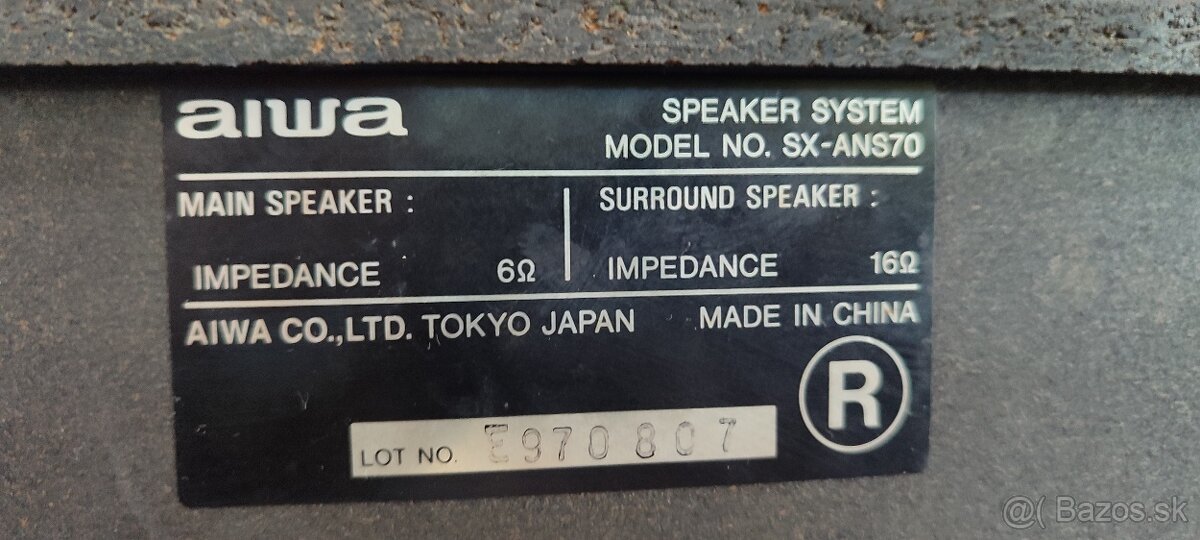 aiwa
SPEAKER SYSTEM
MODEL NO. SX-ANS70
MAIN SPEAKER :
IMPEDANCE 6Ω
SURROUND SPEAKER :
IMPEDANCE 16Ω
AIWA CO.,LTD. TOKYO JAPAN MADE IN CHINA
R
LOT NO. E970807
@( Bazos.sk